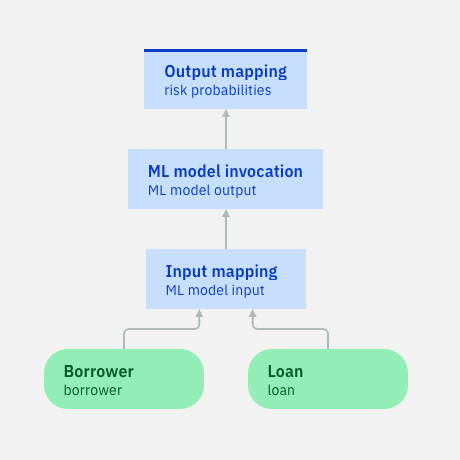 Output mapping
risk probabilities
ML model invocation
ML model output
Input mapping
ML model input
Borrower
borrower
Loan
loan